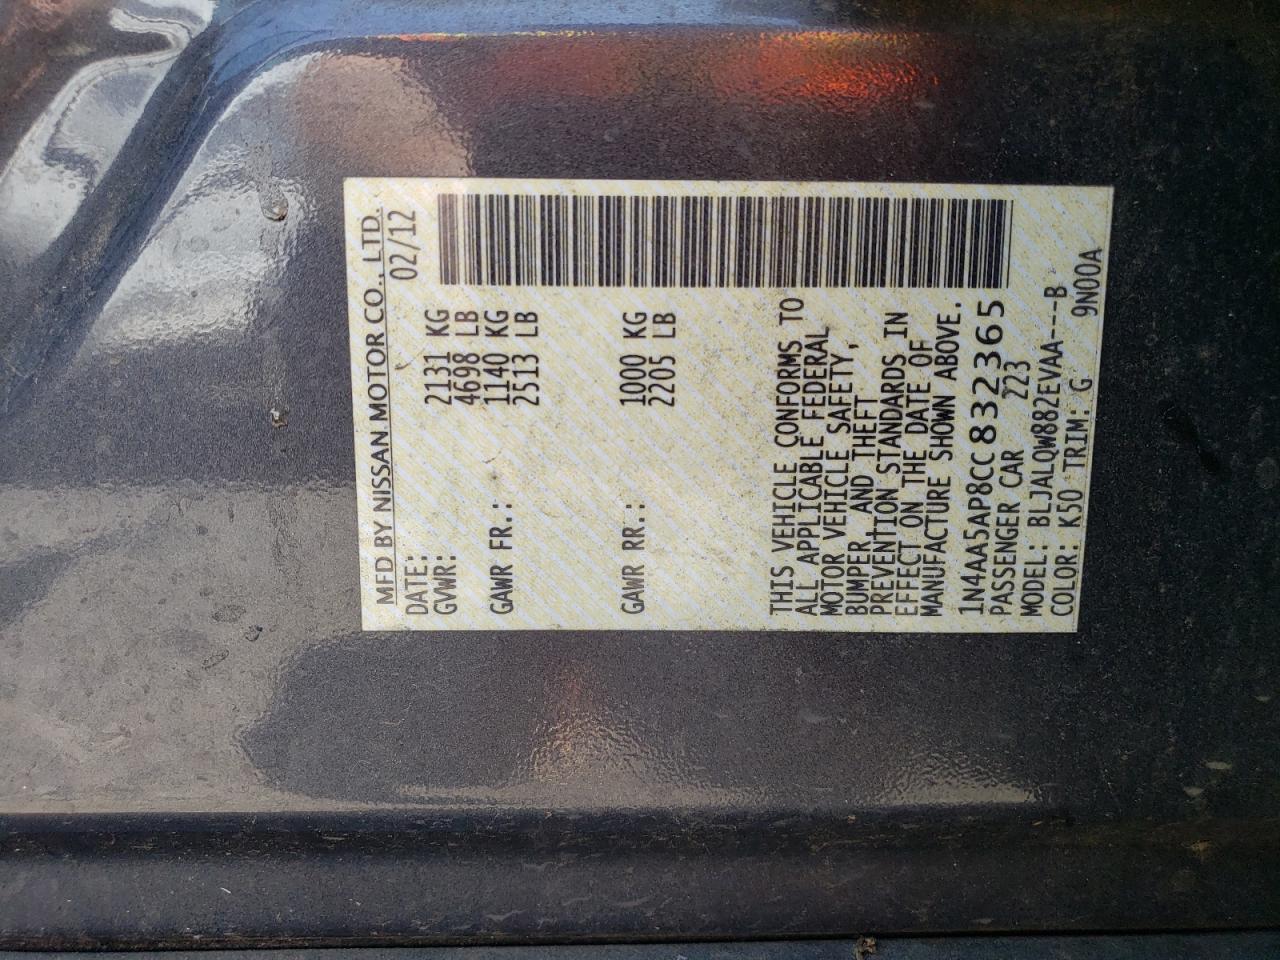 MFD BY NISSAN MOTOR CO., LTD.
DATE: 02/12
GVWR: 2131 KG
4698 LB
GAWR FR.: 1140 KG
2513 LB
GAWR RR.: 1000 KG
2205 LB
THIS VEHICLE CONFORMS TO
ALL APPLICABLE FEDERAL
MOTOR VEHICLE SAFETY,
BUMPER, AND THEFT
PREVENTION STANDARDS IN
EFFECT ON THE DATE OF
MANUFACTURE SHOWN ABOVE.
1N4AA5AP8CC832365
PASSENGER CAR 223
MODEL: BLJALQW882EVAA---B
COLOR: K50 TRIM: G 9N00A